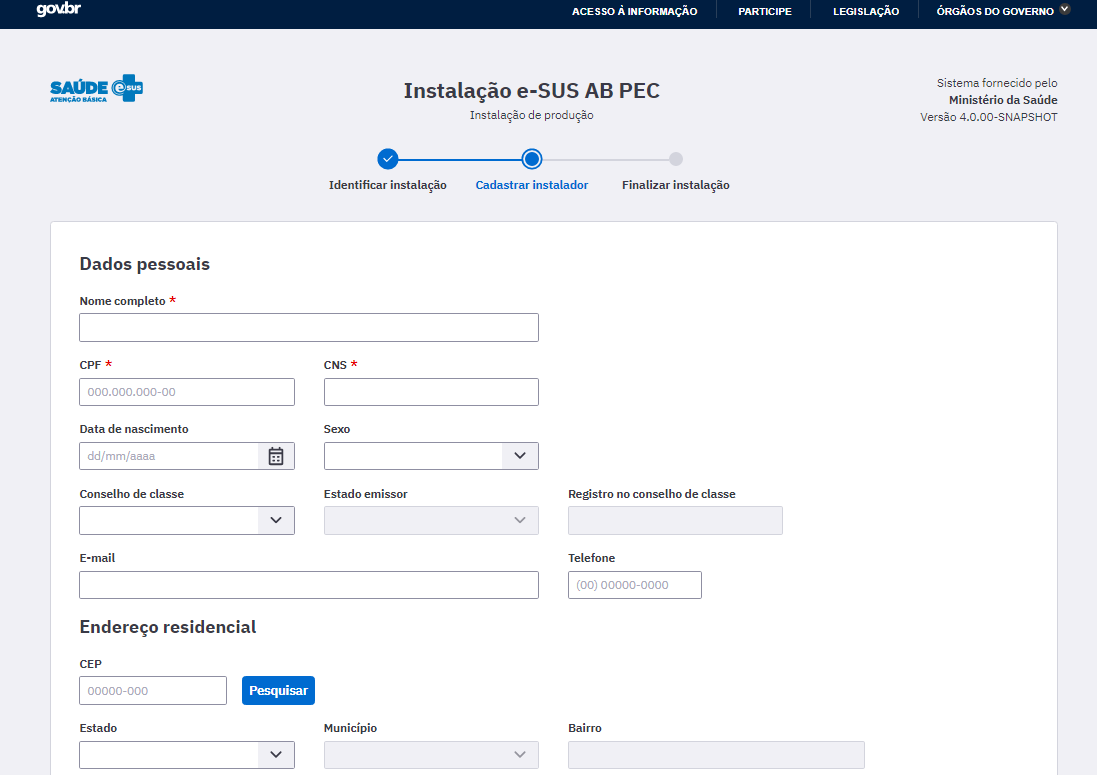 gov.br
ACESSO À INFORMAÇÃO PARTICIPE LEGISLAÇÃO ÓRGÃOS DO GOVERNO
SAÚDE e SUS
ATENÇÃO BÁSICA
Instalação e-SUS AB PEC
Instalação de produção
Sistema fornecido pelo
Ministério da Saúde
Versão 4.0.00-SNAPSHOT
Identificar instalação Cadastrar instalador Finalizar instalação
Dados pessoais
Nome completo *
CPF * CNS *
000.000.000-00
Data de nascimento Sexo
dd/mm/aaaa
Conselho de classe Estado emissor Registro no conselho de classe
E-mail Telefone
(00) 00000-0000
Endereço residencial
CEP
00000-000 Pesquisar
Estado Município Bairro